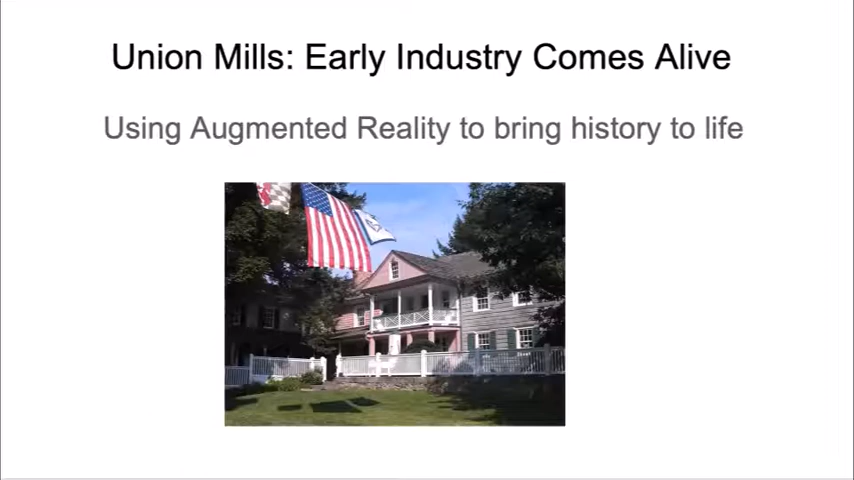 Union Mills: Early Industry Comes Alive
Using Augmented Reality to bring history to life